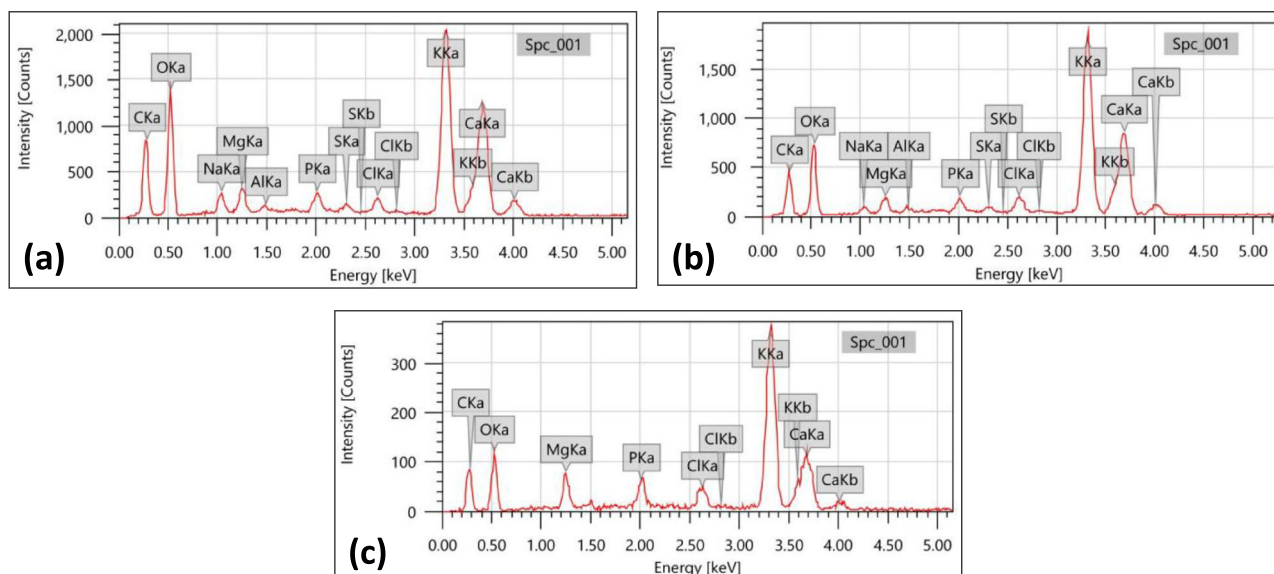 Spc_001
KKa
OKa
CKa
SKb
MgKa
SKa
ClKb
CaKa
NaKa
AlKa
PKa
ClKa
KKb
CaKb
2,000
1,500
1,000
500
0
0.00 0.50 1.00 1.50 2.00 2.50 3.00 3.50 4.00 4.50 5.00
Energy [keV]
Intensity [Counts]
(a)
Spc_001
KKa
CaKb
OKa
SKb
CaKa
CKa
NaKa
AlKa
SKa
ClKb
MgKa
PKa
ClKa
KKb
1,500
1,000
500
0
0.00 0.50 1.00 1.50 2.00 2.50 3.00 3.50 4.00 4.50 5.00
Energy [keV]
Intensity [Counts]
(b)
Spc_001
KKa
CKa
KKb
OKa
ClKb
CaKa
MgKa
PKa
ClKa
CaKb
300
200
100
0
0.00 0.50 1.00 1.50 2.00 2.50 3.00 3.50 4.00 4.50 5.00
Energy [keV]
Intensity [Counts]
(c)